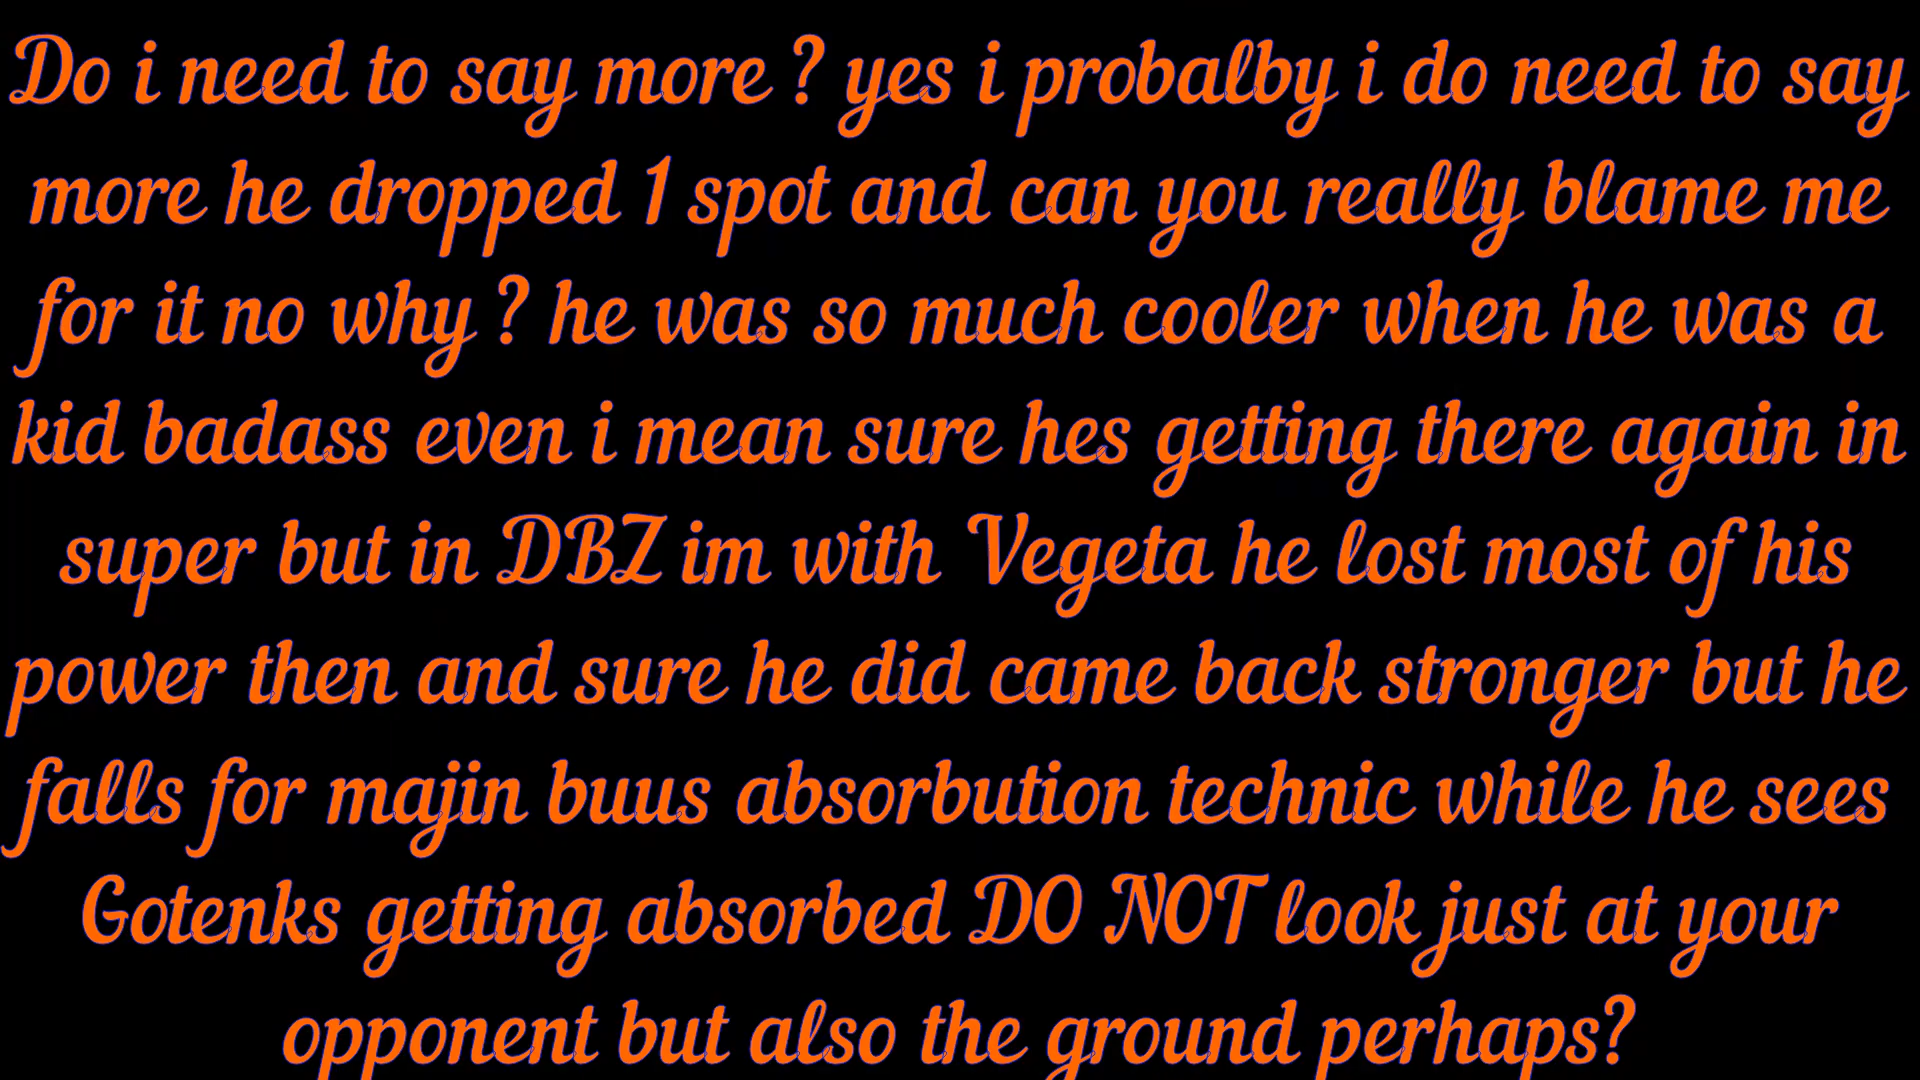 Do i need to say more ? yes i probalby i do need to say
more he dropped 1 spot and can you really blame me
for it no why ? he was so much cooler when he was a
kid badass even i mean sure hes getting there again in
super but in DBZ im with Vegeta he lost most of his
power then and sure he did came back stronger but he
falls for majin buus absorbution technic while he sees
Gotenks getting absorbed DO NOT look just at your
opponent but also the ground perhaps?